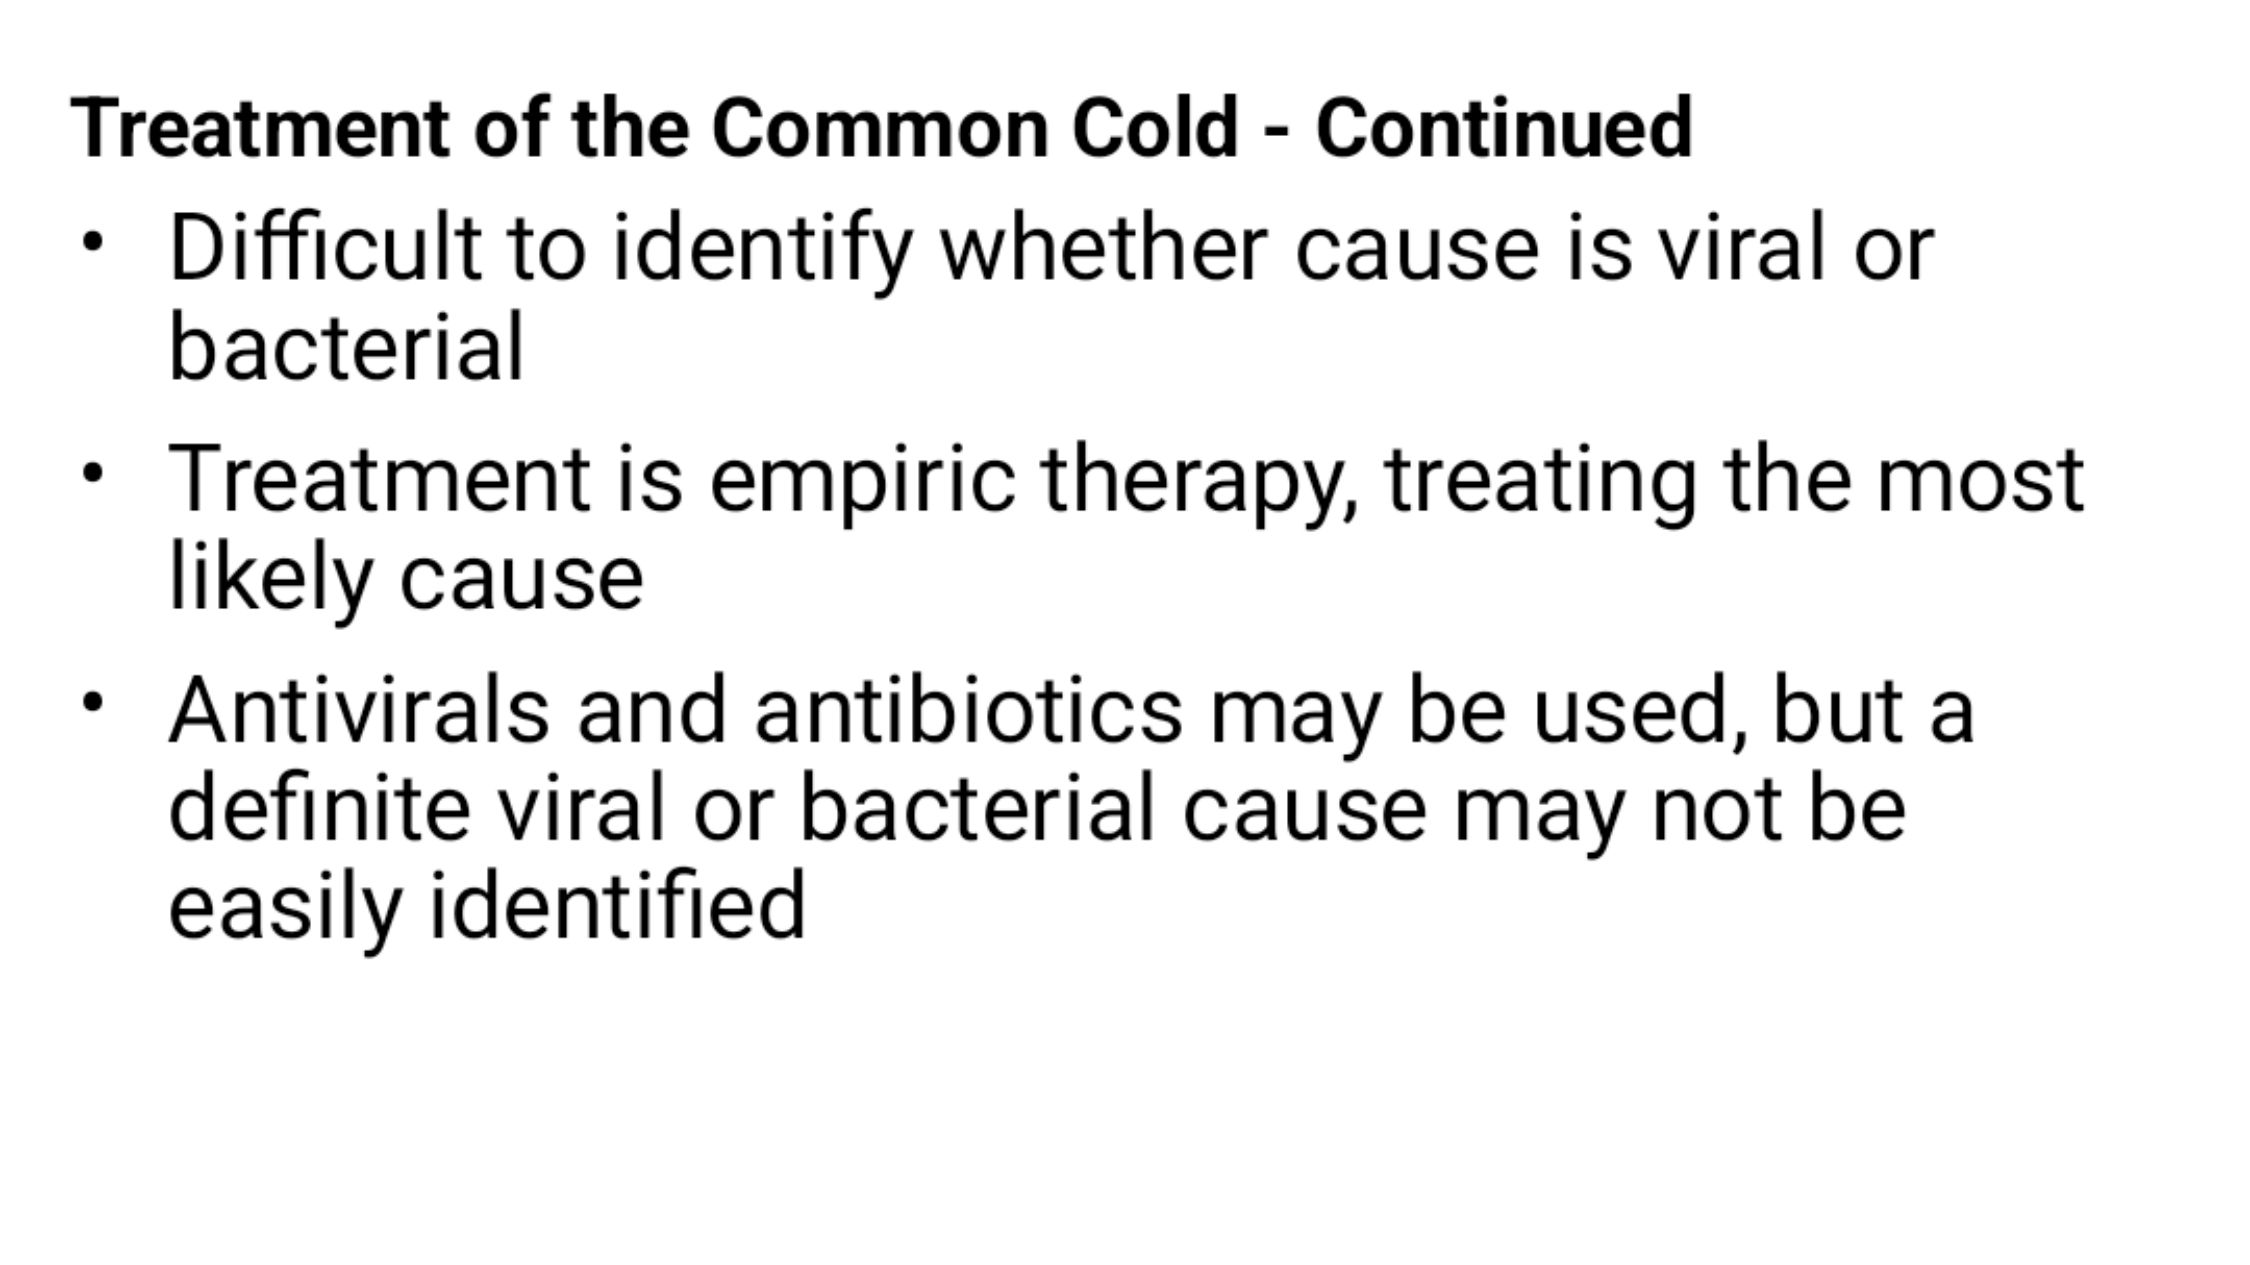 Treatment of the Common Cold - Continued
• Difficult to identify whether cause is viral or
bacterial
• Treatment is empiric therapy, treating the most
likely cause
• Antivirals and antibiotics may be used, but a
definite viral or bacterial cause may not be
easily identified